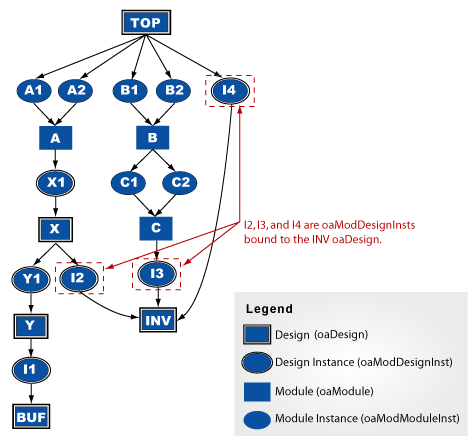 TOP
A1 A2 B1 B2 I4
A B
X1 C1 C2
X C
I2, I3, and I4 are oaModDesignInsts
bound to the INV oaDesign.
Y1 I2 I3
Y INV
I1
BUF
Legend
Design (oaDesign)
Design Instance (oaModDesignInst)
Module (oaModule)
Module Instance (oaModModuleInst)